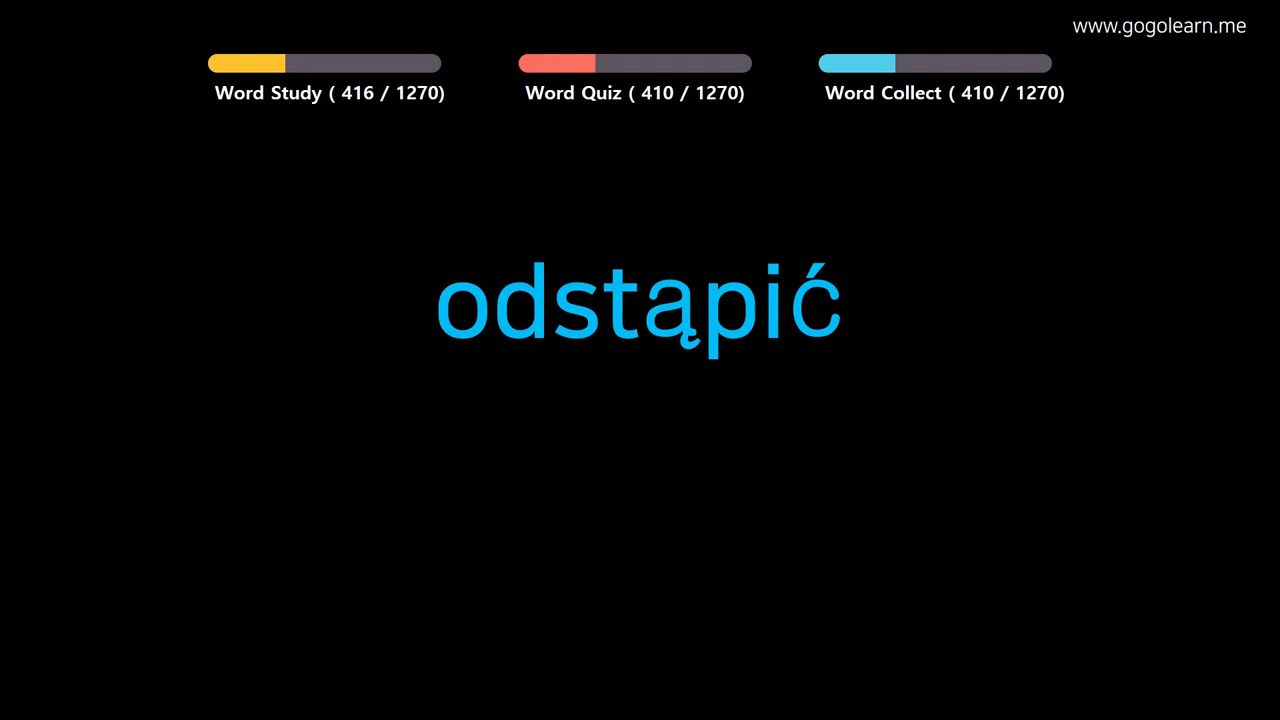 www.gogolearn.me
Word Study ( 416 / 1270)
Word Quiz ( 410 / 1270)
Word Collect ( 410 / 1270)
odstąpić